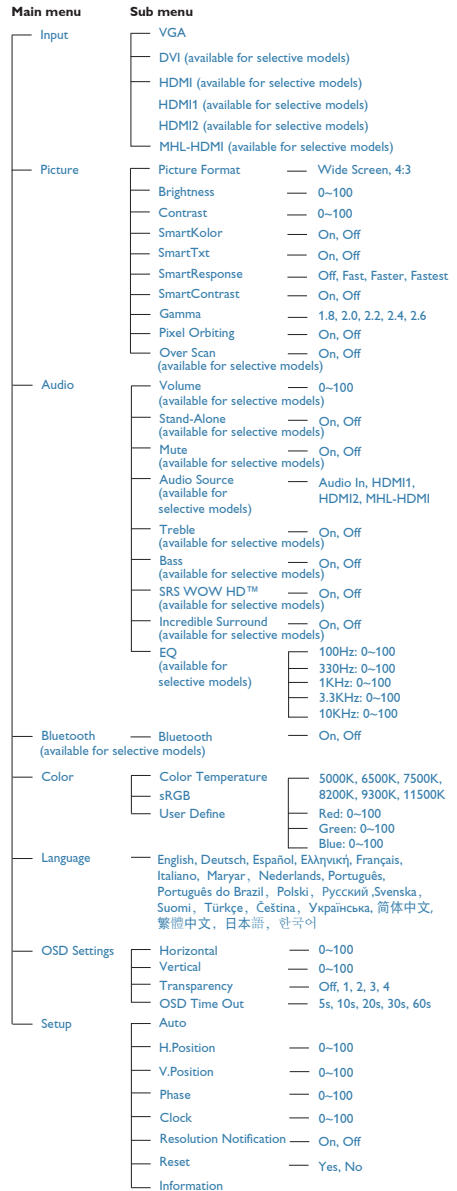 Main menu Sub menu
Input VGA
DVI (available for selective models)
HDMI (available for selective models)
HDMI1 (available for selective models)
HDMI2 (available for selective models)
MHL-HDMI (available for selective models)
Picture Picture Format Wide Screen, 4:3
Brightness 0~100
Contrast 0~100
SmartKolor On, Off
SmartTxt On, Off
SmartResponse Off, Fast, Faster, Fastest
SmartContrast On, Off
Gamma 1.8, 2.0, 2.2, 2.4, 2.6
Pixel Orbiting On, Off
Over Scan On, Off
(available for selective models)
Audio Volume 0~100
(available for selective models)
Stand-Alone On, Off
(available for selective models)
Mute On, Off
(available for selective models)
Audio Source Audio In, HDMI1,
(available for HDMI2, MHL-HDMI
selective models)
Treble On, Off
(available for selective models)
Bass On, Off
(available for selective models)
SRS WOW HD™ On, Off
(available for selective models)
Incredible Surround On, Off
(available for selective models)
EQ 100Hz: 0~100
(available for 330Hz: 0~100
selective models) 1KHz: 0~100
3.3KHz: 0~100
10KHz: 0~100
Bluetooth Bluetooth On, Off
(available for selective models)
Color Color Temperature 5000K, 6500K, 7500K,
sRGB 8200K, 9300K, 11500K
User Define Red: 0~100
Green: 0~100
Blue: 0~100
Language English, Deutsch, Español, Ελληνική, Français,
Italiano, Maryar, Nederlands, Português,
Português do Brazil, Polski, Русский ,Svenska,
Suomi, Türkçe, Čeština, Українська, 简体中文,
繁體中文, 日本語, 한국어
OSD Settings Horizontal 0~100
Vertical 0~100
Transparency Off, 1, 2, 3, 4
OSD Time Out 5s, 10s, 20s, 30s, 60s
Setup Auto
H.Position 0~100
V.Position 0~100
Phase 0~100
Clock 0~100
Resolution Notification On, Off
Reset Yes, No
Information